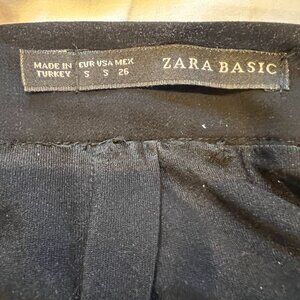 MADE IN EUR USA MEX ZARA BASIC
TURKEY S S 26